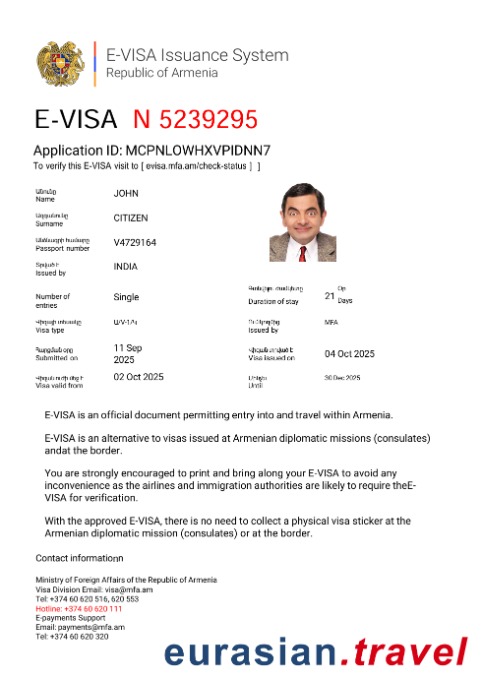 E-VISA Issuance System
Republic of Armenia
E-VISA N 5239295
Application ID: MCPNLOWHXVPIDNN7
To verify this E-VISA visit to [ evisa.mfa.am/check-status ] ]
Name JOHN
Surname CITIZEN
Passport number V4729164
Issued by INDIA
Number of entries Single
Duration of stay 21 Days
Visa type
Issued by MFA
Submitted on 11 Sep 2025
Visa issued on 04 Oct 2025
Visa valid from 02 Oct 2025
Until 30 Dec 2025
E-VISA is an official document permitting entry into and travel within Armenia.
E-VISA is an alternative to visas issued at Armenian diplomatic missions (consulates)
andat the border.
You are strongly encouraged to print and bring along your E-VISA to avoid any
inconvenience as the airlines and immigration authorities are likely to require theE-
VISA for verification.
With the approved E-VISA, there is no need to collect a physical visa sticker at the
Armenian diplomatic mission (consulates) or at the border.
Contact informationn
Ministry of Foreign Affairs of the Republic of Armenia
Visa Division Email: visa@mfa.am
Tel: +374 60 620 516, 620 553
Hotline: +374 60 620 111
E-payments Support
Email: payments@mfa.am
Tel: +374 60 620 320
eurasian.travel